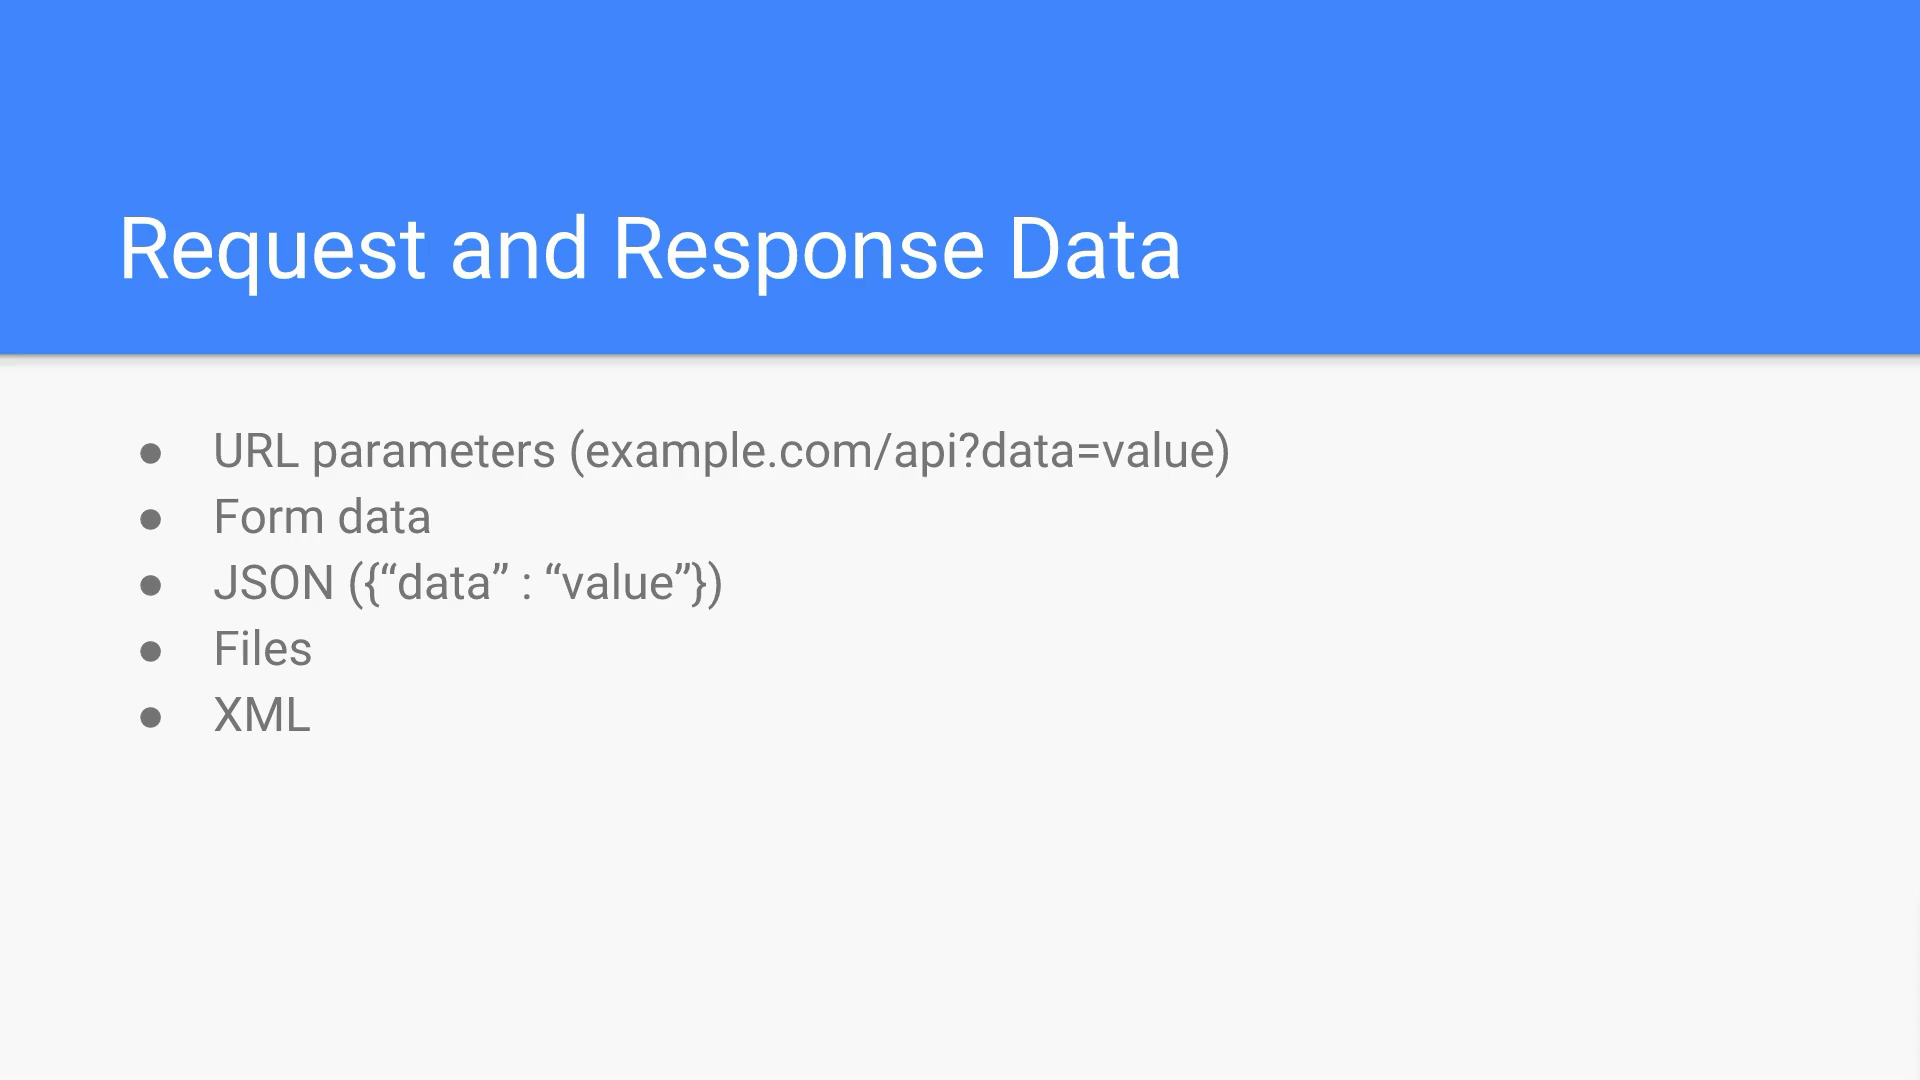 Request and Response Data
● URL parameters (example.com/api?data=value)
● Form data
● JSON ({“data” : “value”})
● Files
● XML